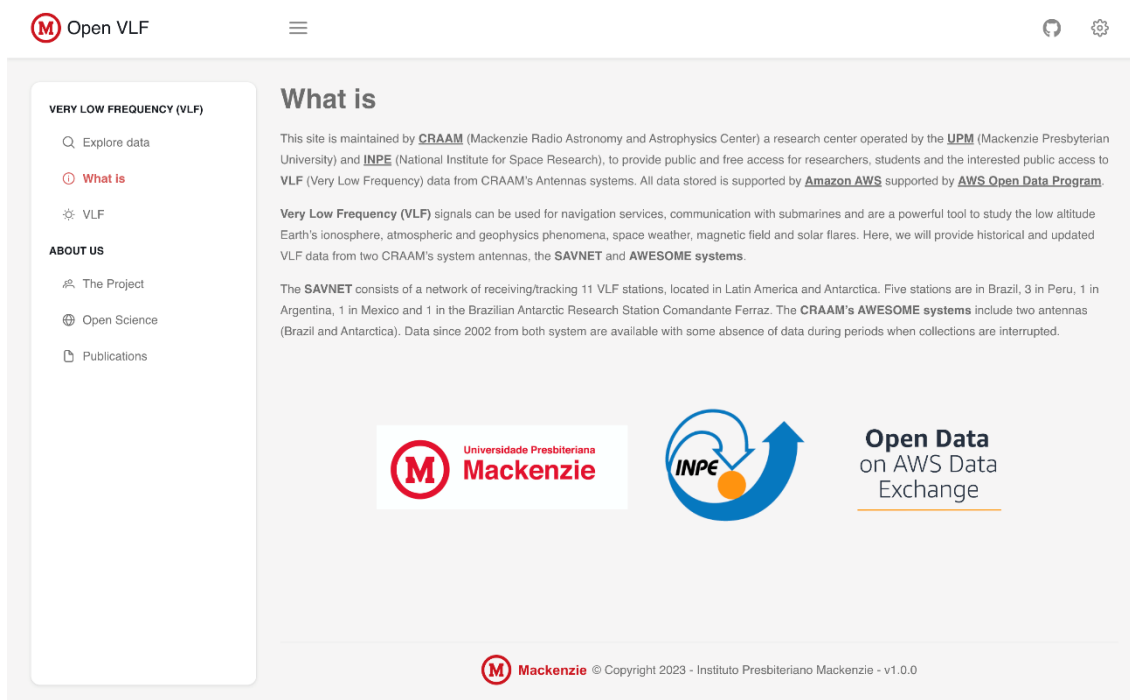 M Open VLF
VERY LOW FREQUENCY (VLF)
Explore data
What is
VLF
ABOUT US
The Project
Open Science
Publications
What is
This site is maintained by CRAAM (Mackenzie Radio Astronomy and Astrophysics Center) a research center operated by the UPM (Mackenzie Presbyterian
University) and INPE (National Institute for Space Research), to provide public and free access for researchers, students and the interested public access to
VLF (Very Low Frequency) data from CRAAM's Antennas systems. All data stored is supported by Amazon AWS supported by AWS Open Data Program.
Very Low Frequency (VLF) signals can be used for navigation services, communication with submarines and are a powerful tool to study the low altitude
Earth's ionosphere, atmospheric and geophysics phenomena, space weather, magnetic field and solar flares. Here, we will provide historical and updated
VLF data from two CRAAM's system antennas, the SAVNET and AWESOME systems.
The SAVNET consists of a network of receiving/tracking 11 VLF stations, located in Latin America and Antarctica. Five stations are in Brazil, 3 in Peru, 1 in
Argentina, 1 in Mexico and 1 in the Brazilian Antarctic Research Station Comandante Ferraz. The CRAAM's AWESOME systems include two antennas
(Brazil and Antarctica). Data since 2002 from both system are available with some absence of data during periods when collections are interrupted.
M
Universidade Presbiteriana
Mackenzie
INPE
Open Data
on AWS Data
Exchange
M Mackenzie © Copyright 2023 - Instituto Presbiteriano Mackenzie - v1.0.0